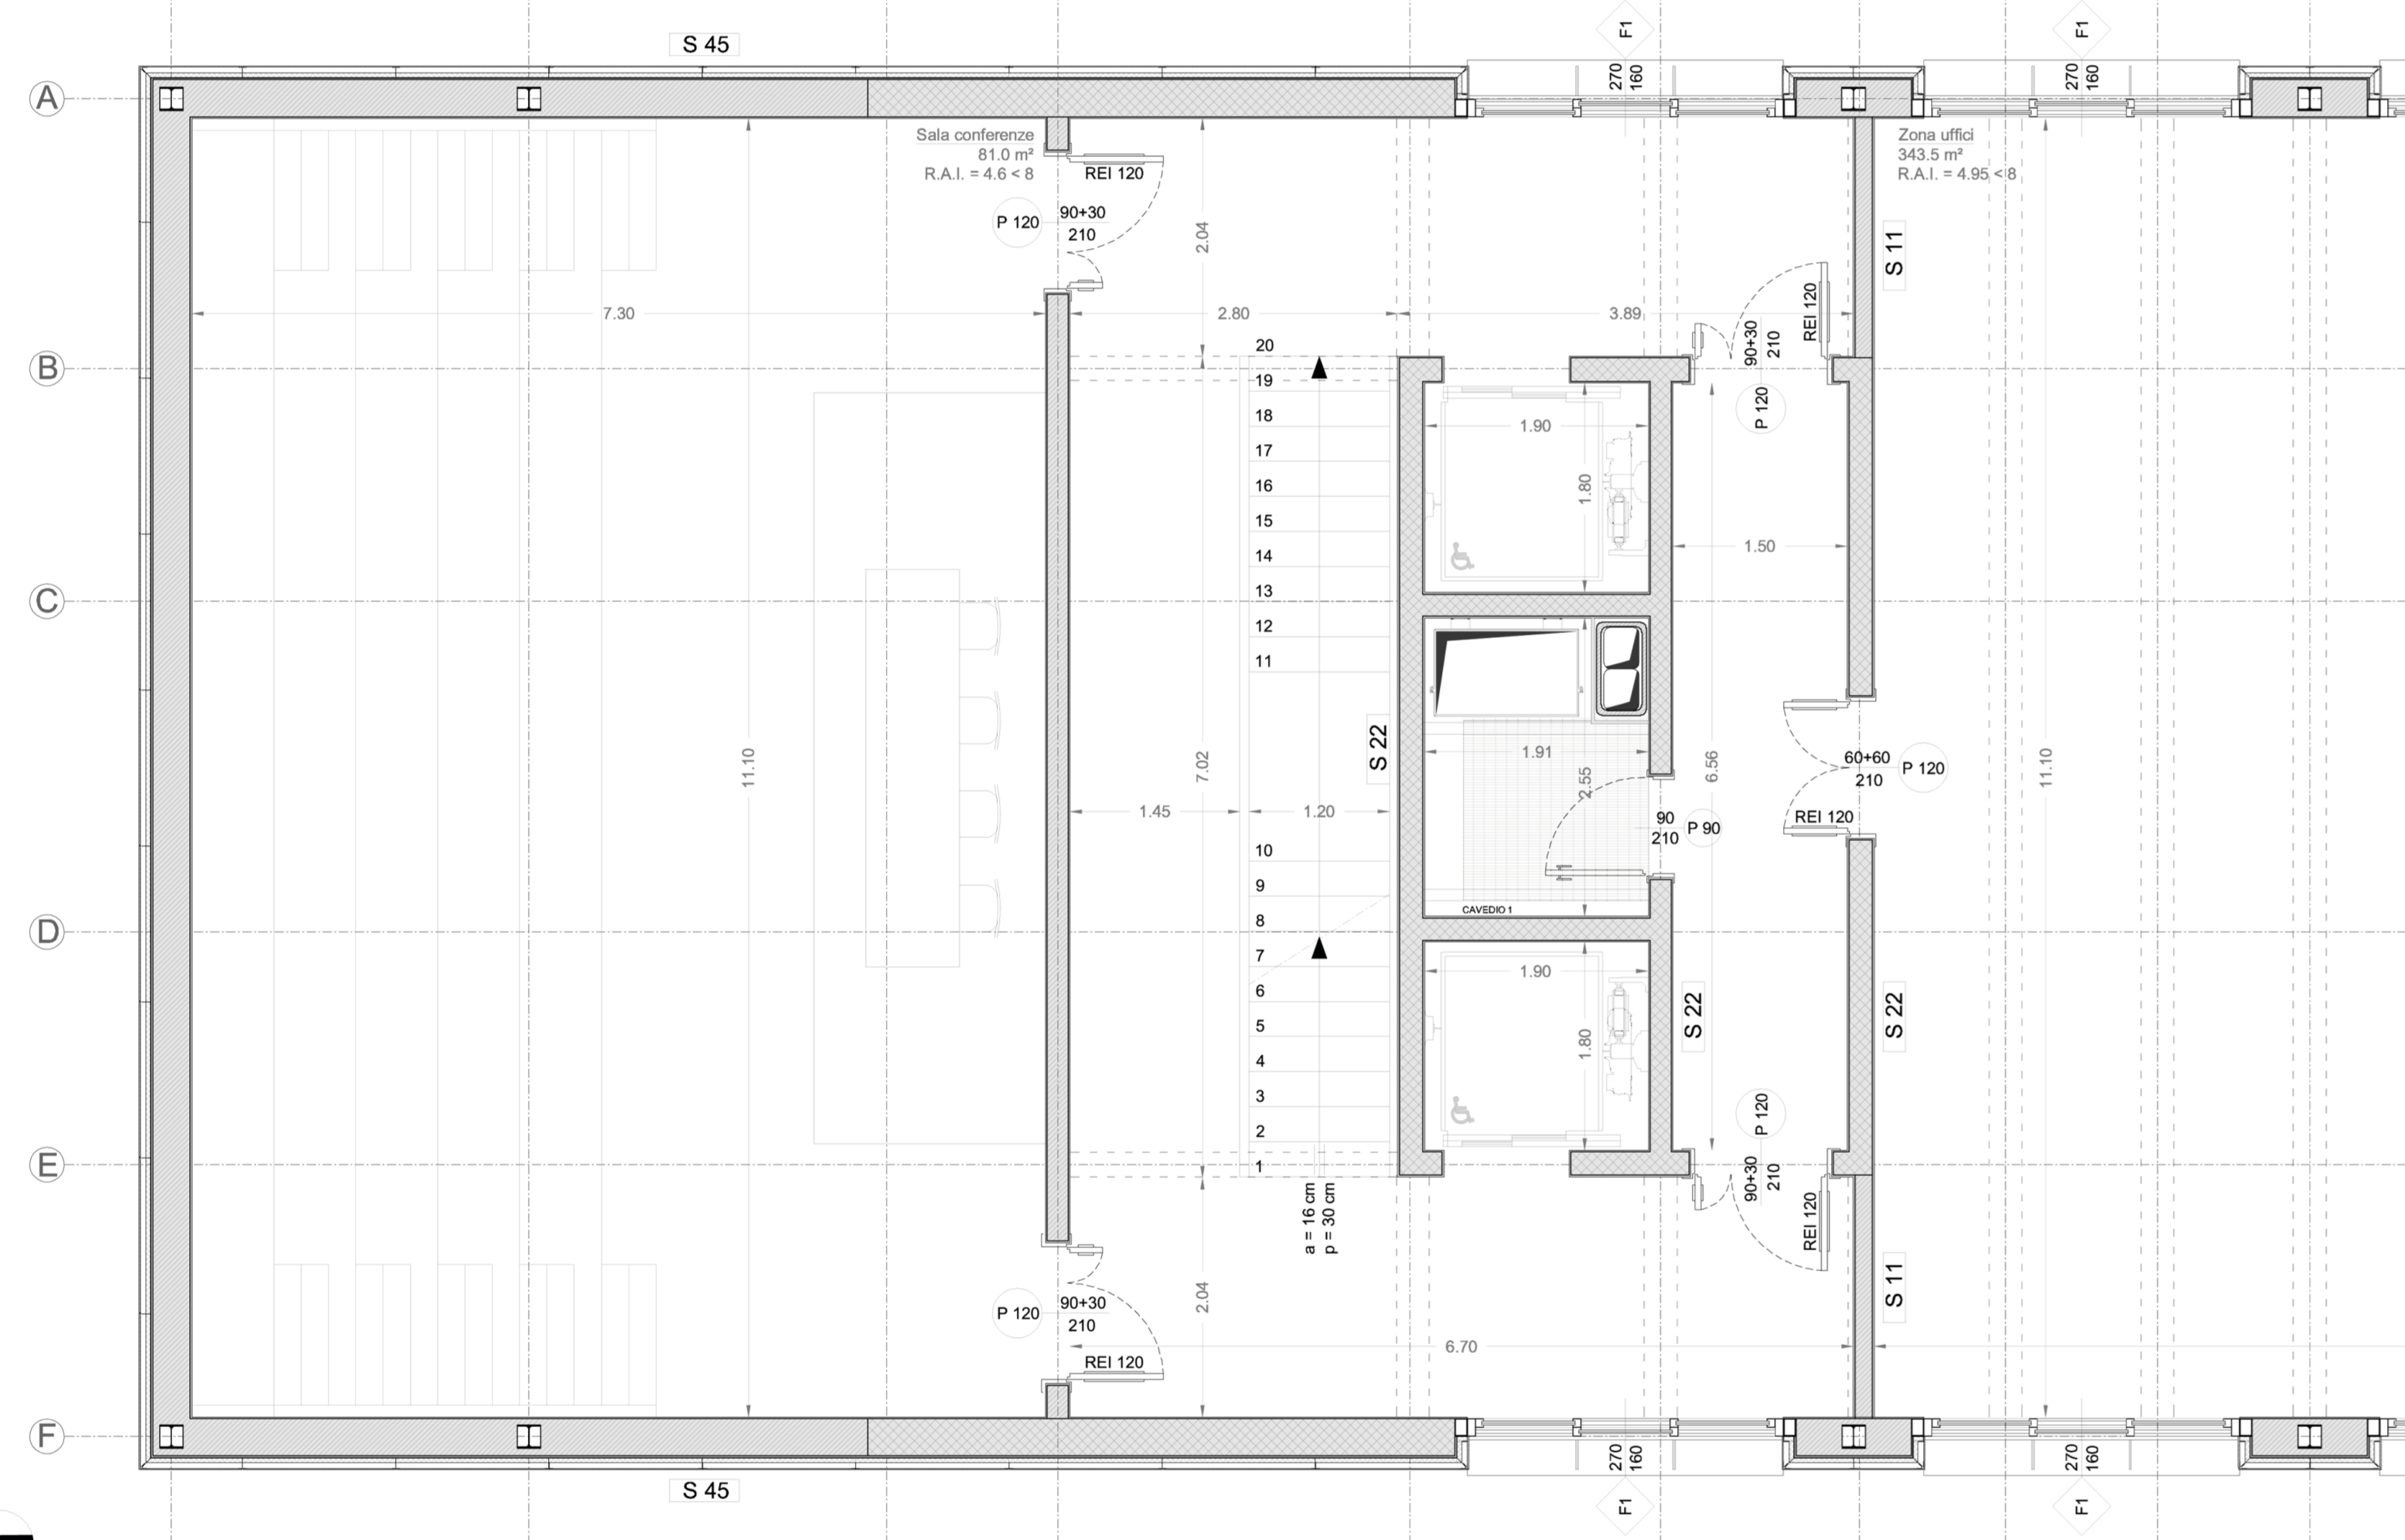 S 45
F1
F1
270
160
270
160
A
Sala conferenze
81.0 m²
R.A.I. = 4.6 < 8
REI 120
P 120
90+30
210
2.04
Zona uffici
343.5 m²
R.A.I. = 4.95 < 8
S 11
7.30
2.80
3.89
REI 120
90+30
210
P 120
B
20
19
18
17
16
15
14
13
12
11
10
9
8
7
6
5
4
3
2
1
1.90
1.80
1.50
C
S 22
1.91
2.55
6.56
11.10
7.02
1.45
1.20
60+60
210
P 120
REI 120
11.10
90
210
P 90
CAVEDIO 1
D
1.90
1.80
S 22
S 22
P 120
90+30
210
REI 120
E
a = 16 cm
p = 30 cm
S 11
2.04
P 120
90+30
210
REI 120
6.70
F
270
160
270
160
S 45
F1
F1